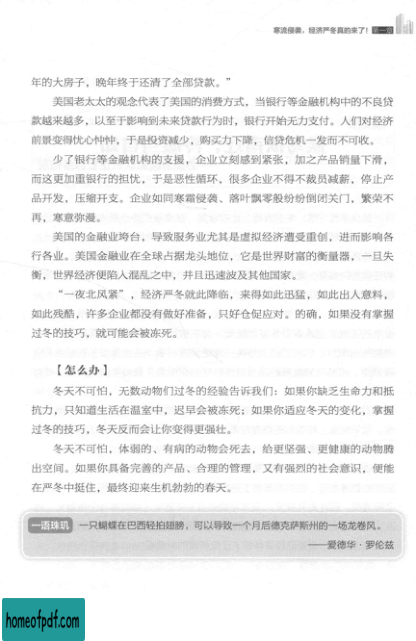 寒流侵袭，经济严冬真的来了！ 第一章
年的大房子，晚年终于还清了全部贷款。”
美国老太太的观念代表了美国的消费方式，当银行等金融机构中的不良贷
款越来越多，以至于影响到未来贷款行为时，银行开始无力支付。人们对经济
前景变得忧心忡忡，于是投资减少，购买力下降，信贷危机一发而不可收。
少了银行等金融机构的支援，企业立刻感到紧张，加之产品销量下滑，
而这更加重银行的担忧，于是恶性循环，很多企业不得不裁员减薪，停止产
品开发，压缩开支。企业如同寒霜侵袭、落叶飘零般纷纷倒闭关门，繁荣不
再，寒意弥漫。
美国的金融业垮台，导致服务业尤其是虚拟经济遭受重创，进而影响各
行各业。美国金融业在全球占据龙头地位，它是世界财富的衡量器，一旦失
衡，世界经济便陷入混乱之中，并且迅速波及其他国家。
“一夜北风紧”，经济严冬就此降临，来得如此迅猛，如此出人意料，
如此残酷，许多企业都没有做好准备，只好仓促应对。的确，如果没有掌握
过冬的技巧，就可能会被冻死。
【怎么办】
冬天不可怕，无数动物们过冬的经验告诉我们：如果你缺乏生命力和抵
抗力，只知道生活在温室中，迟早会被冻死；如果你适应冬天的变化，掌握
过冬的技巧，冬天反而会让你变得更强壮。
冬天不可怕，体弱的、有病的动物会死去，给更坚强、更健康的动物腾
出空间。如果你具备完善的产品、合理的管理，又有强烈的社会意识，便能
在严冬中挺住，最终迎来生机勃勃的春天。
一语珠玑 一只蝴蝶在巴西轻拍翅膀，可以导致一个月后德克萨斯州的一场龙卷风。
——爱德华·罗伦兹
homeofpdf.com